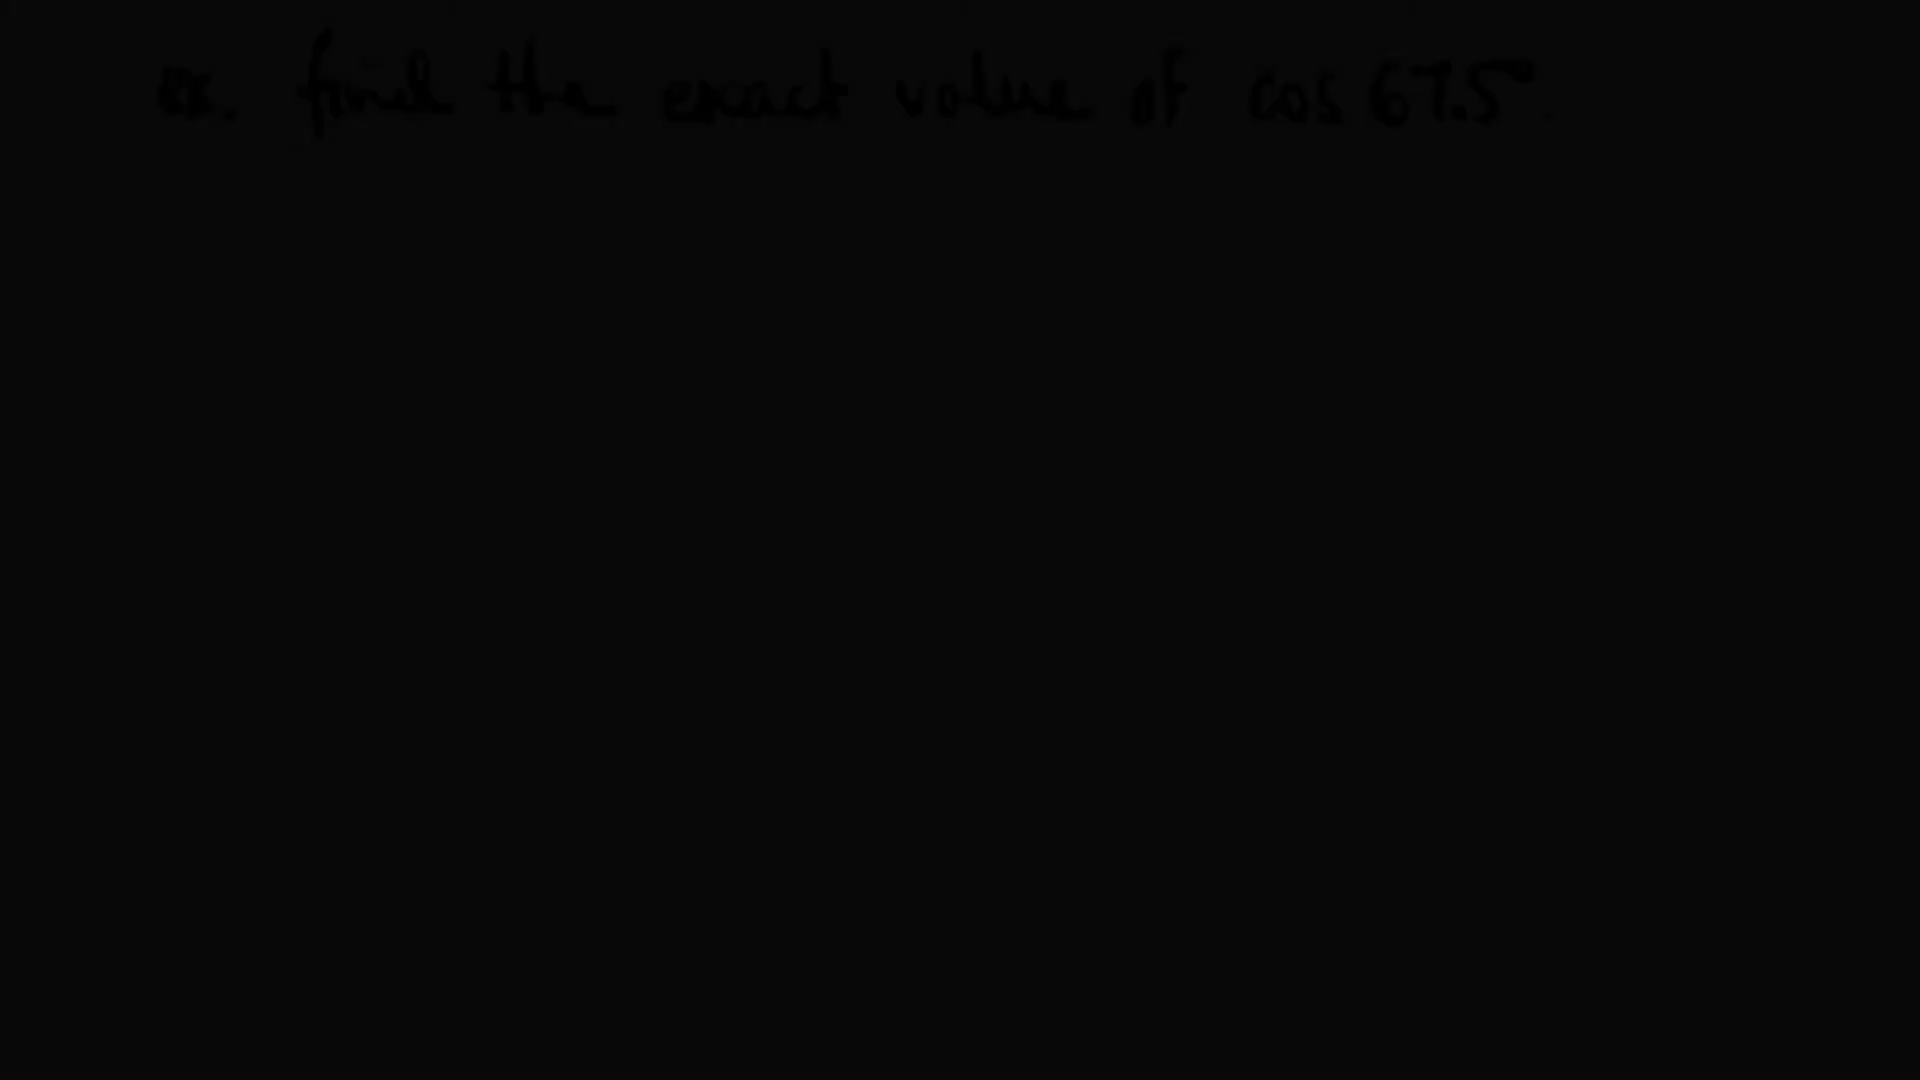 ex. find the exact value of cos 67.5°.